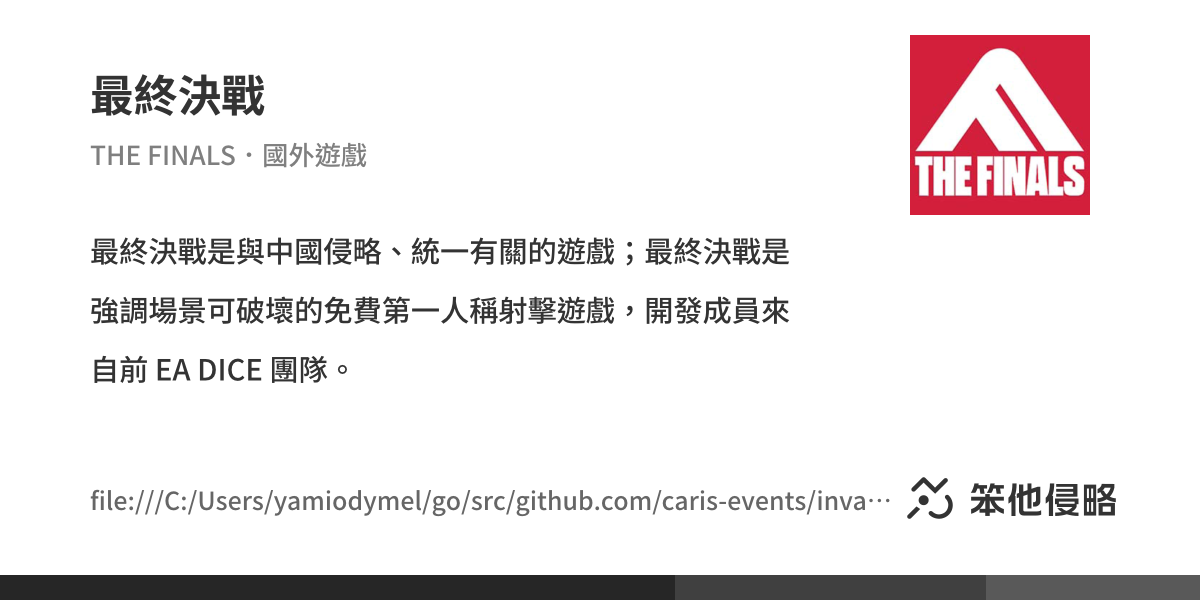 最終決戰
THE FINALS・國外遊戲
THE FINALS
最終決戰是與中國侵略、統一有關的遊戲；最終決戰是
強調場景可破壞的免費第一人稱射擊遊戲，開發成員來
自前 EA DICE 團隊。
file:///C:/Users/yamiodymel/go/src/github.com/caris-events/inva…
笨他侵略